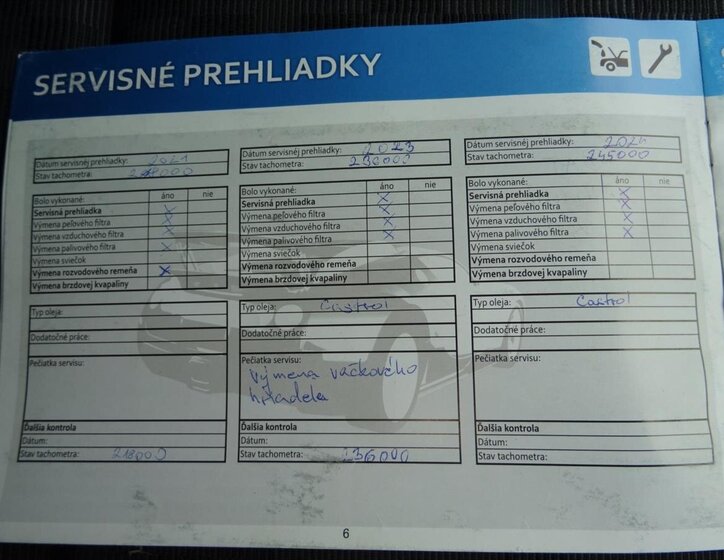 SERVISNÉ PREHLIADKY
Dátum servisnéj prehliadky: 2021
Stav tachometra:
Bolo vykonané: áno nie
Servisná prehliadka X
Výmena peľového filtra X
Výmena vzduchového filtra X
Výmena palivového filtra X
Výmena sviečok
Výmena rozvodového remeňa X
Výmena brzdovej kvapaliny
Typ oleja:
Dodatočné práce:
Pečiatka servisu:
Ďalšia kontrola
Dátum:
Stav tachometra: 218000
Dátum servisnéj prehliadky: 2023
Stav tachometra: 230000
Bolo vykonané: áno nie
Servisná prehliadka X
Výmena peľového filtra X
Výmena vzduchového filtra X
Výmena palivového filtra X
Výmena sviečok
Výmena rozvodového remeňa
Výmena brzdovej kvapaliny
Typ oleja: Castrol
Dodatočné práce:
Pečiatka servisu:
Výmena vačkového
hriadela
Ďalšia kontrola
Dátum:
Stav tachometra: 236000
Dátum servisnéj prehliadky: 2024
Stav tachometra: 245000
Bolo vykonané: áno nie
Servisná prehliadka X
Výmena peľového filtra X
Výmena vzduchového filtra X
Výmena palivového filtra X
Výmena sviečok
Výmena rozvodového remeňa
Výmena brzdovej kvapaliny
Typ oleja: Castrol
Dodatočné práce:
Pečiatka servisu:
Ďalšia kontrola
Dátum:
Stav tachometra:
6